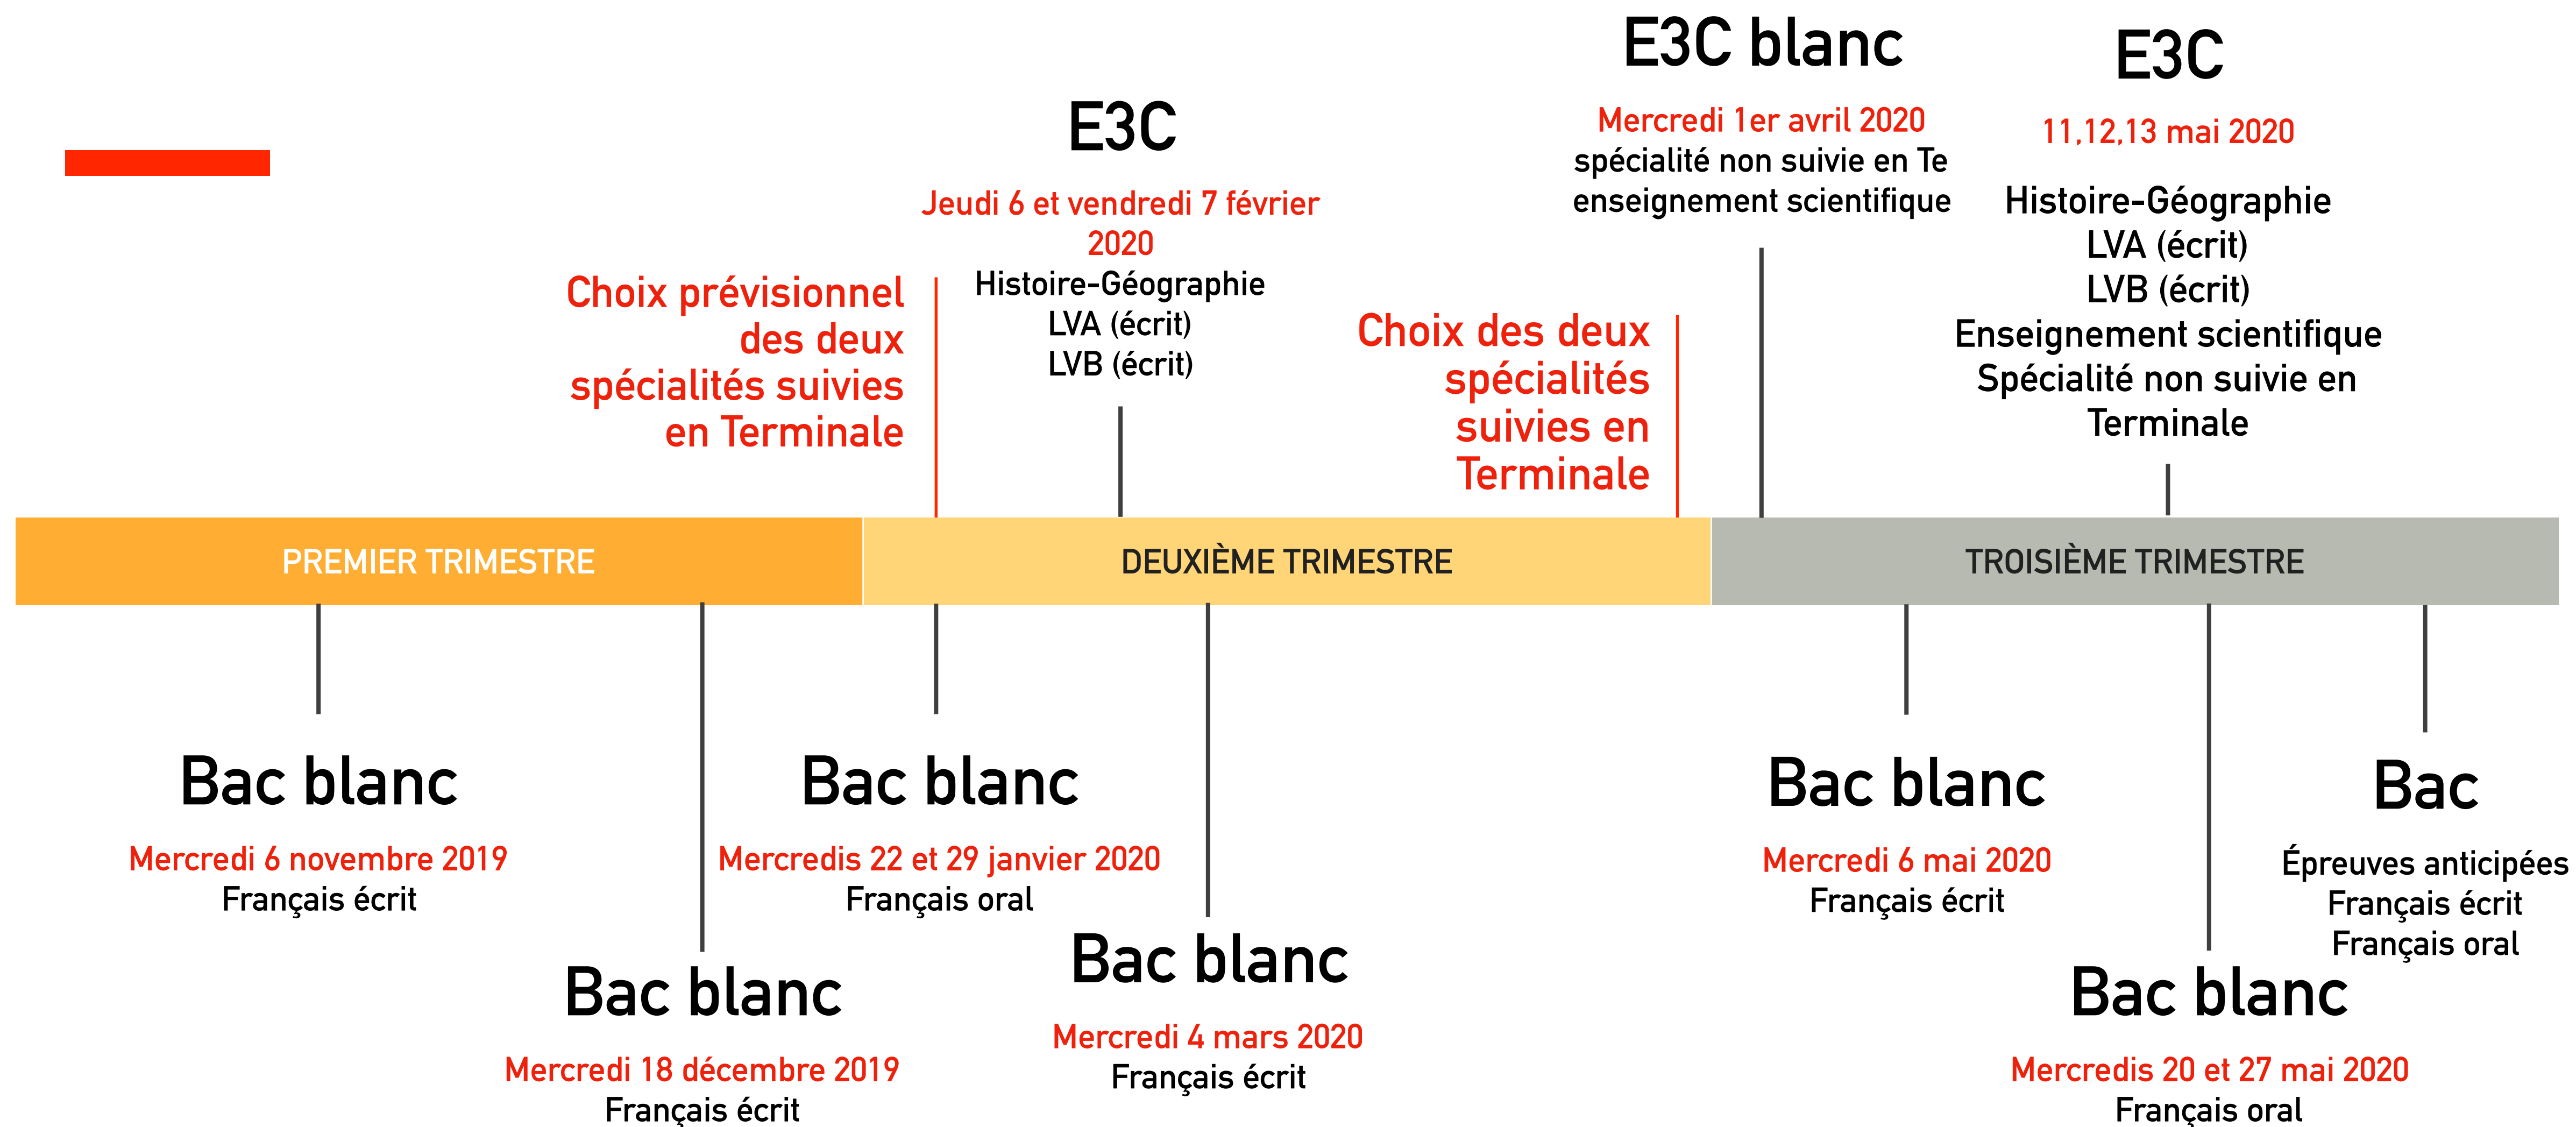 E3C blanc
Mercredi 1er avril 2020
spécialité non suivie en Te
enseignement scientifique
E3C
11,12,13 mai 2020
Histoire-Géographie
LVA (écrit)
LVB (écrit)
Enseignement scientifique
Spécialité non suivie en
Terminale
E3C
Jeudi 6 et vendredi 7 février
2020
Histoire-Géographie
LVA (écrit)
LVB (écrit)
Choix prévisionnel
des deux
spécialités suivies
en Terminale
Choix des deux
spécialités
suivies en
Terminale
PREMIER TRIMESTRE
DEUXIÈME TRIMESTRE
TROISIÈME TRIMESTRE
Bac blanc
Mercredi 6 novembre 2019
Français écrit
Bac blanc
Mercredi 18 décembre 2019
Français écrit
Bac blanc
Mercredis 22 et 29 janvier 2020
Français oral
Bac blanc
Mercredi 4 mars 2020
Français écrit
Bac blanc
Mercredi 6 mai 2020
Français écrit
Bac blanc
Mercredis 20 et 27 mai 2020
Français oral
Bac
Épreuves anticipées
Français écrit
Français oral